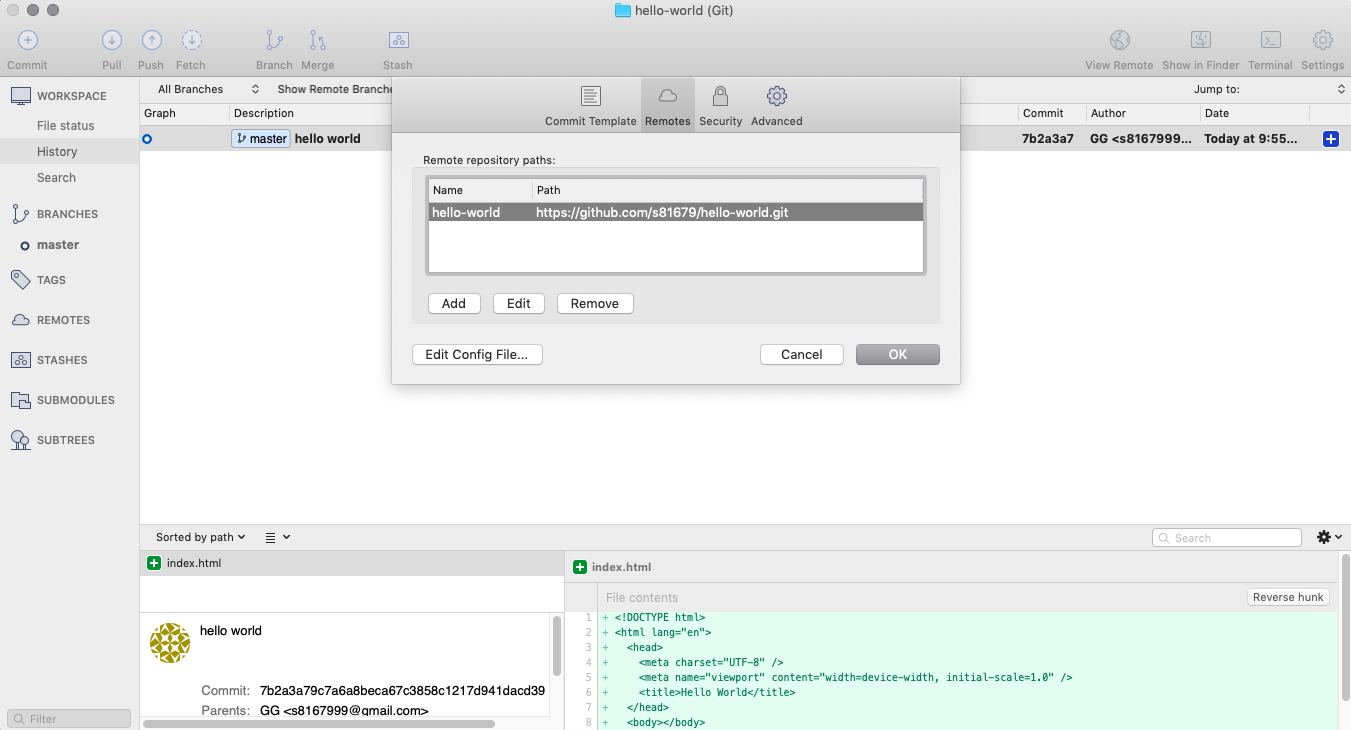 hello-world (Git)
Commit Pull Push Fetch Branch Merge Stash View Remote Show in Finder Terminal Settings
WORKSPACE
File status
History
Search
BRANCHES
master
TAGS
REMOTES
STASHES
SUBMODULES
SUBTREES
Filter
All Branches Show Remote Branche Jump to:
Graph Description Commit Author Date
master hello world 7b2a3a7 GG <s8167999... Today at 9:55...
Commit Template Remotes Security Advanced
Remote repository paths:
Name Path
hello-world https://github.com/s81679/hello-world.git
Add Edit Remove
Edit Config File... Cancel OK
Sorted by path Search
index.html
hello world
Commit: 7b2a3a79c7a6a8beca67c3858c1217d941dacd39
Parents: GG <s8167999@gmail.com>
index.html
File contents Reverse hunk
1 + <!DOCTYPE html>
2 + <html lang="en">
3 + <head>
4 + <meta charset="UTF-8" />
5 + <meta name="viewport" content="width=device-width, initial-scale=1.0" />
6 + <title>Hello World</title>
7 + </head>
8 + <body></body>